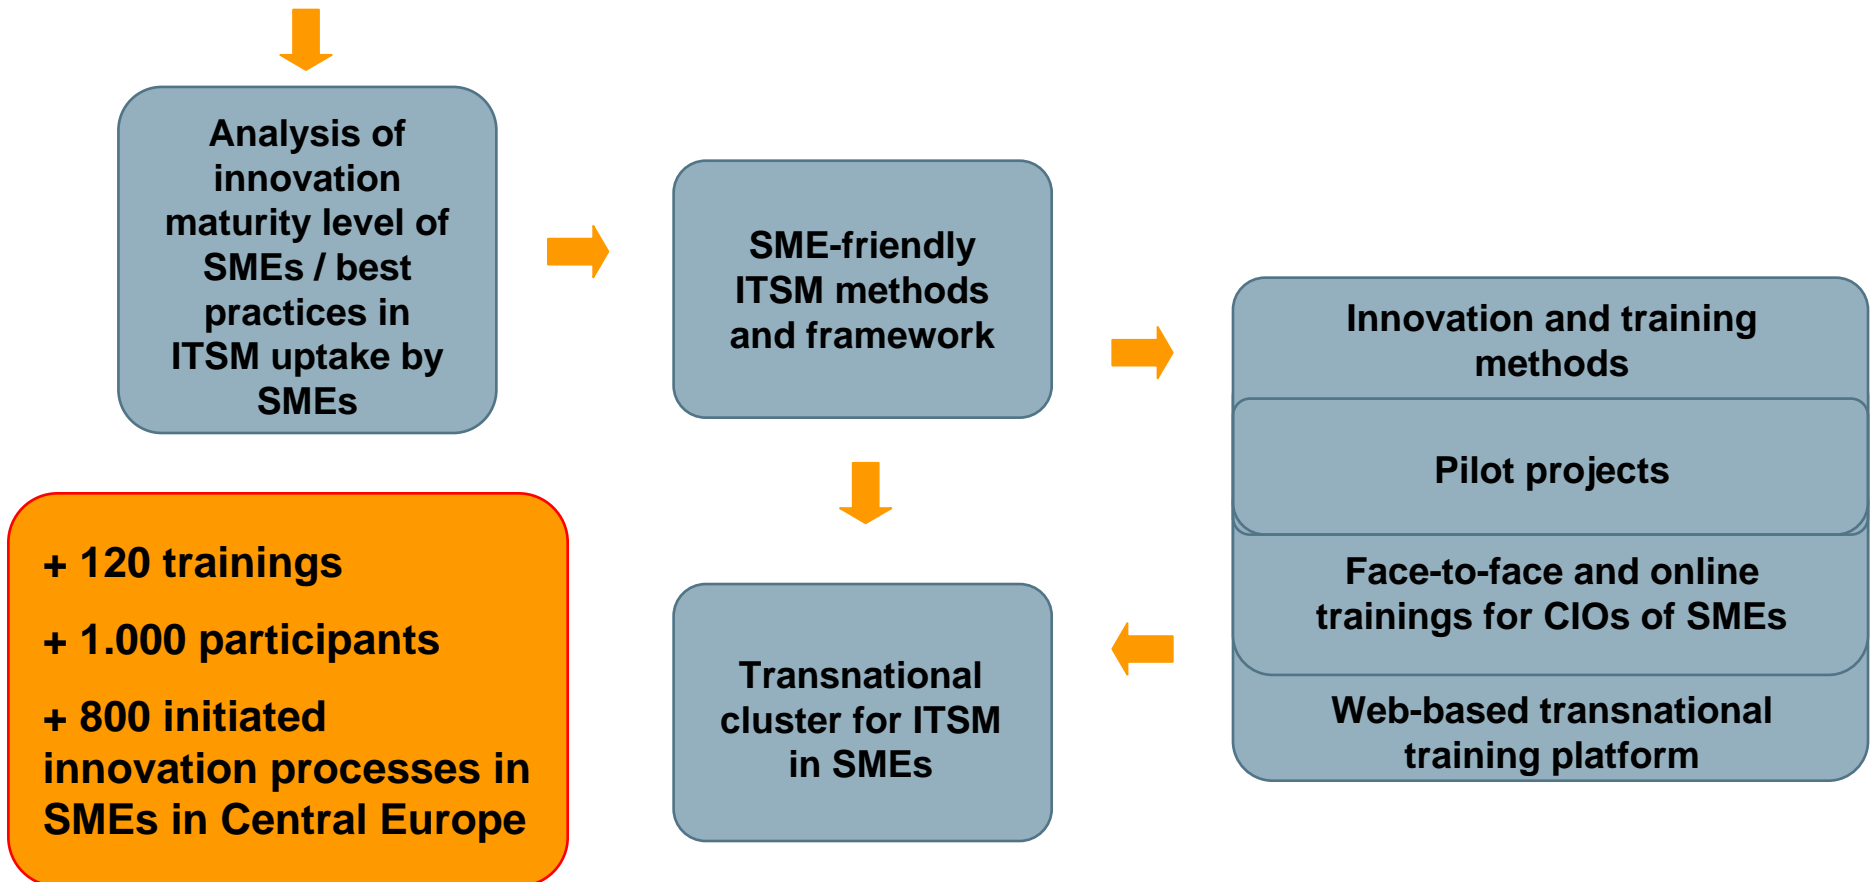 Analysis of
innovation
maturity level of
SMEs / best
practices in
ITSM uptake by
SMEs
SME-friendly
ITSM methods
and framework
Innovation and training
methods
Pilot projects
Face-to-face and online
trainings for CIOs of SMEs
Web-based transnational
training platform
Transnational
cluster for ITSM
in SMEs
+ 120 trainings
+ 1.000 participants
+ 800 initiated
innovation processes in
SMEs in Central Europe